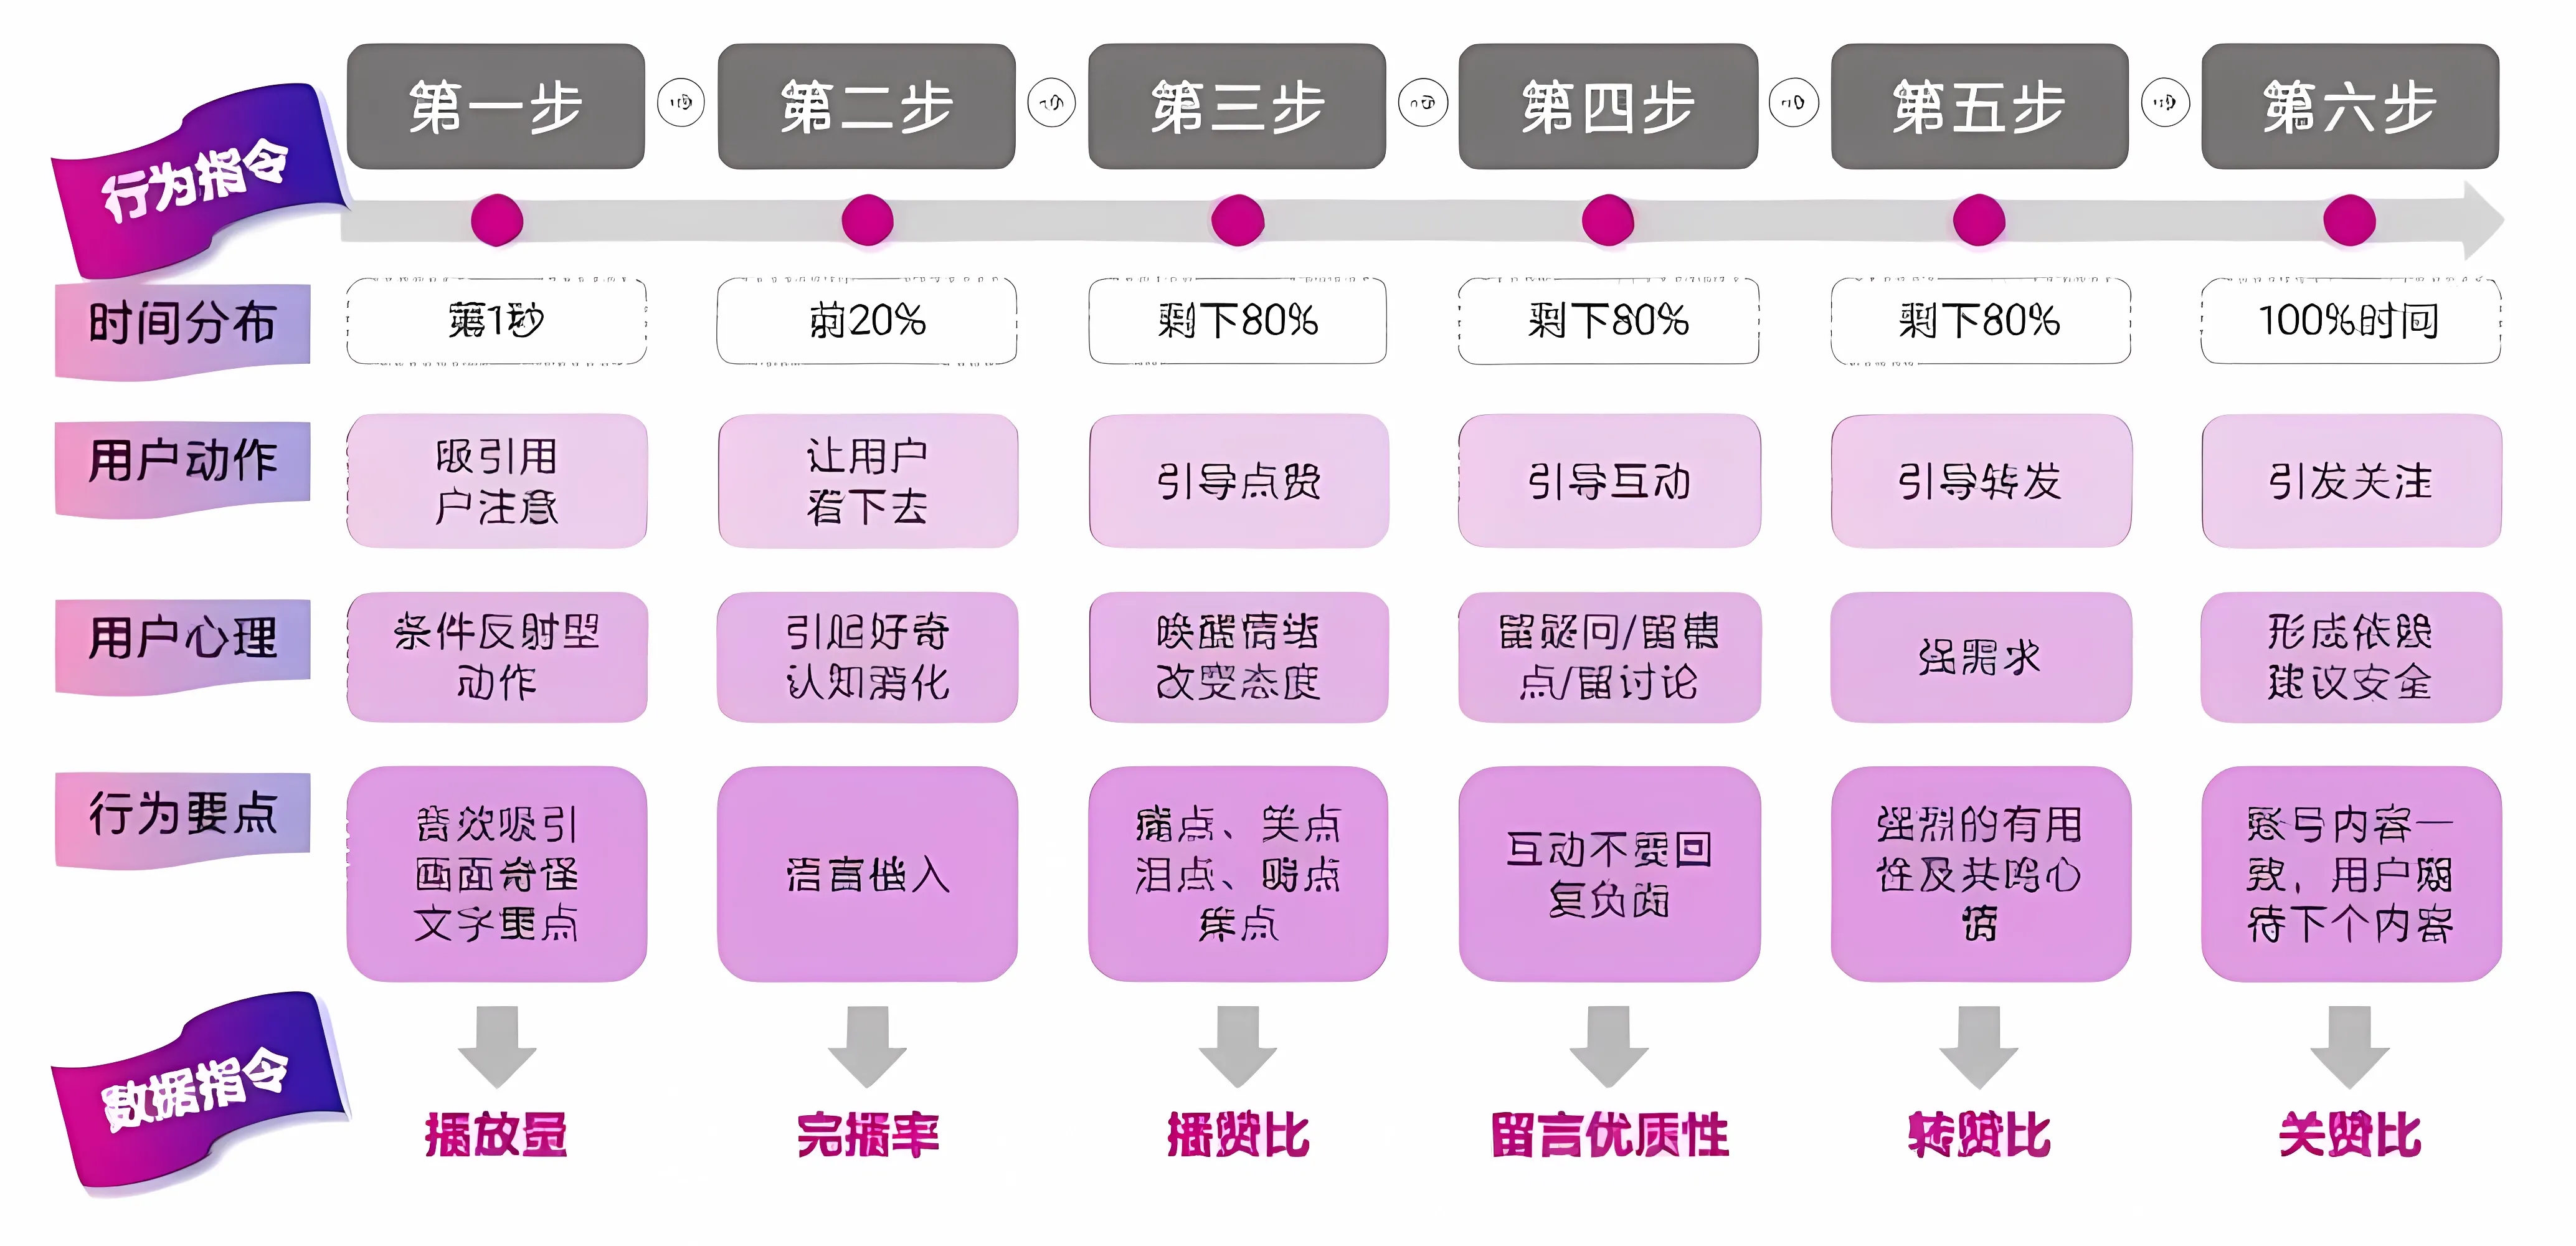 第一步
第二步
第三步
第四步
第五步
第六步
行为指令
时间分布
第1秒
前20%
剩下80%
剩下80%
剩下80%
100%时间
用户动作
吸引用
户注意
让用户
看下去
引导点赞
引导互动
引导转发
引发关注
用户心理
条件反射型
动作
引起好奇
认知消化
唤醒情绪
改变态度
留疑问/留槽
点/留讨论
强需求
形成依赖
建议安全
行为要点
音效吸引
画面奇怪
文字重点
语言植入
痛点、笑点
泪点、萌点
集点
互动不要回
复负面
强烈的有用
性及共鸣心
情
账号内容一
致，用户期
待下个内容
数据指令
播放量
完播率
播赞比
留言优质性
转赞比
关赞比